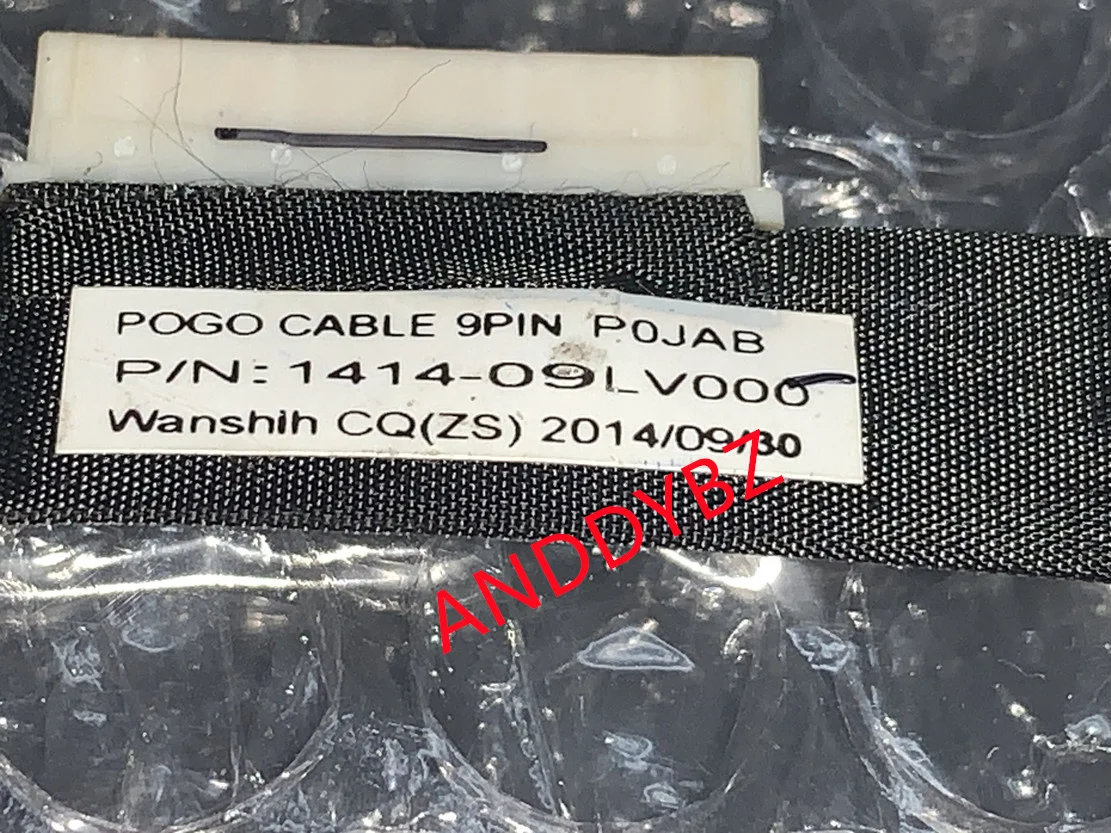 POGO CABLE 9PIN P0JAB
P/N: 1414-09LV000
Wanshih CQ(ZS) 2014/09/30
ANDDYBZ